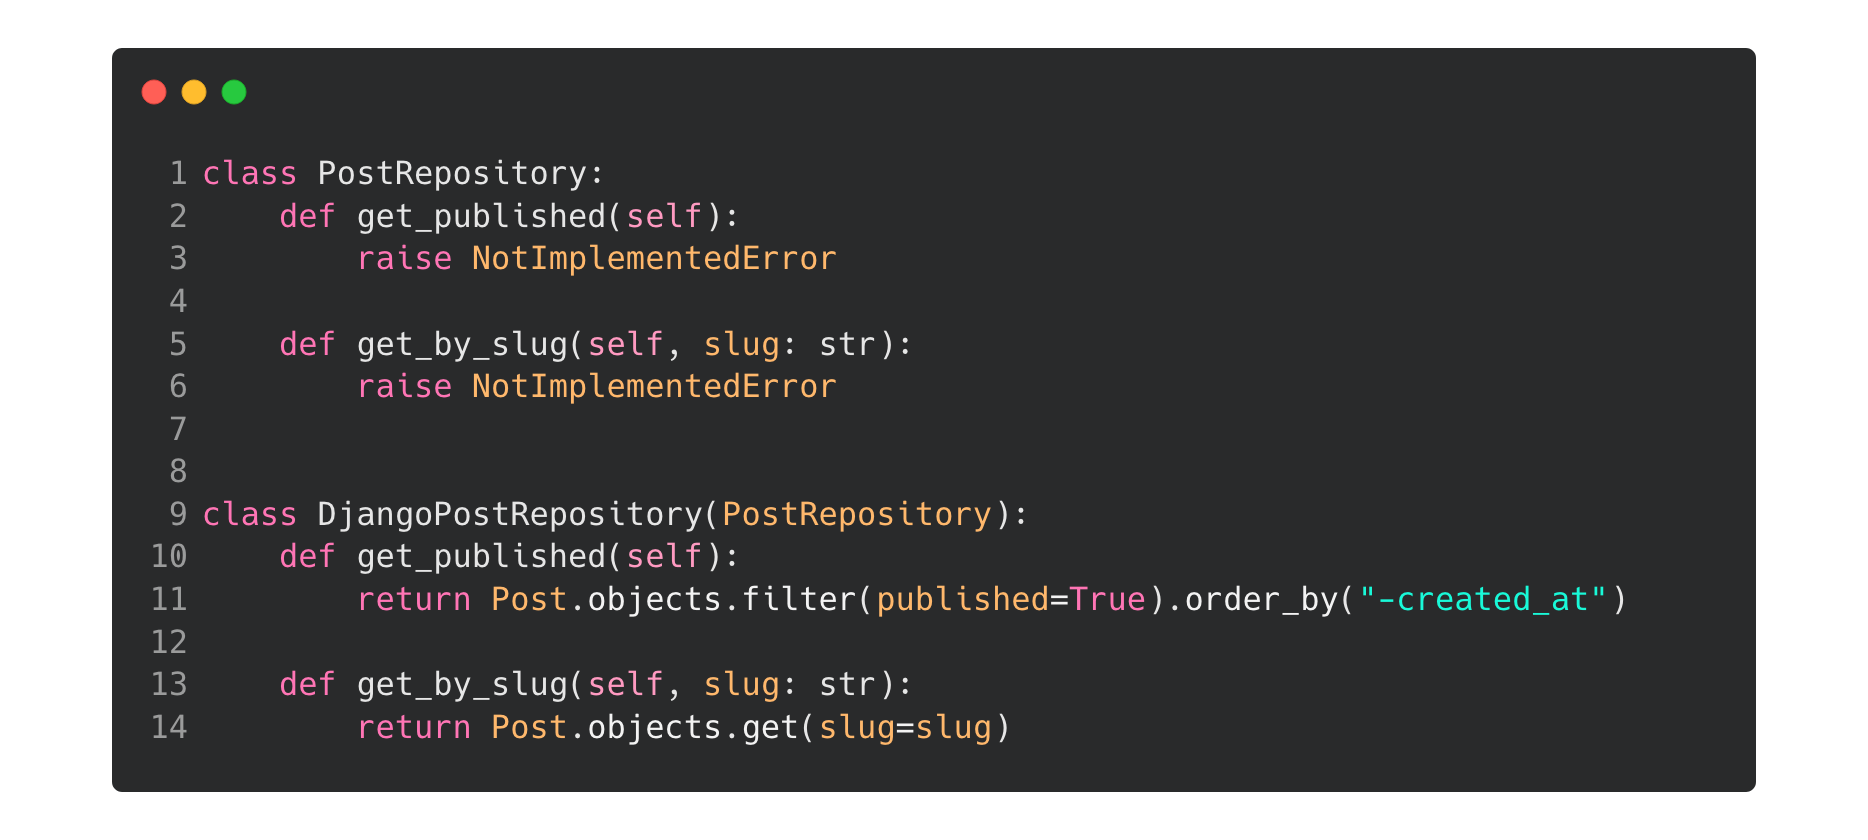 1 class PostRepository:
2     def get_published(self):
3         raise NotImplementedError
4
5     def get_by_slug(self, slug: str):
6         raise NotImplementedError
7
8
9 class DjangoPostRepository(PostRepository):
10     def get_published(self):
11         return Post.objects.filter(published=True).order_by("-created_at")
12
13     def get_by_slug(self, slug: str):
14         return Post.objects.get(slug=slug)